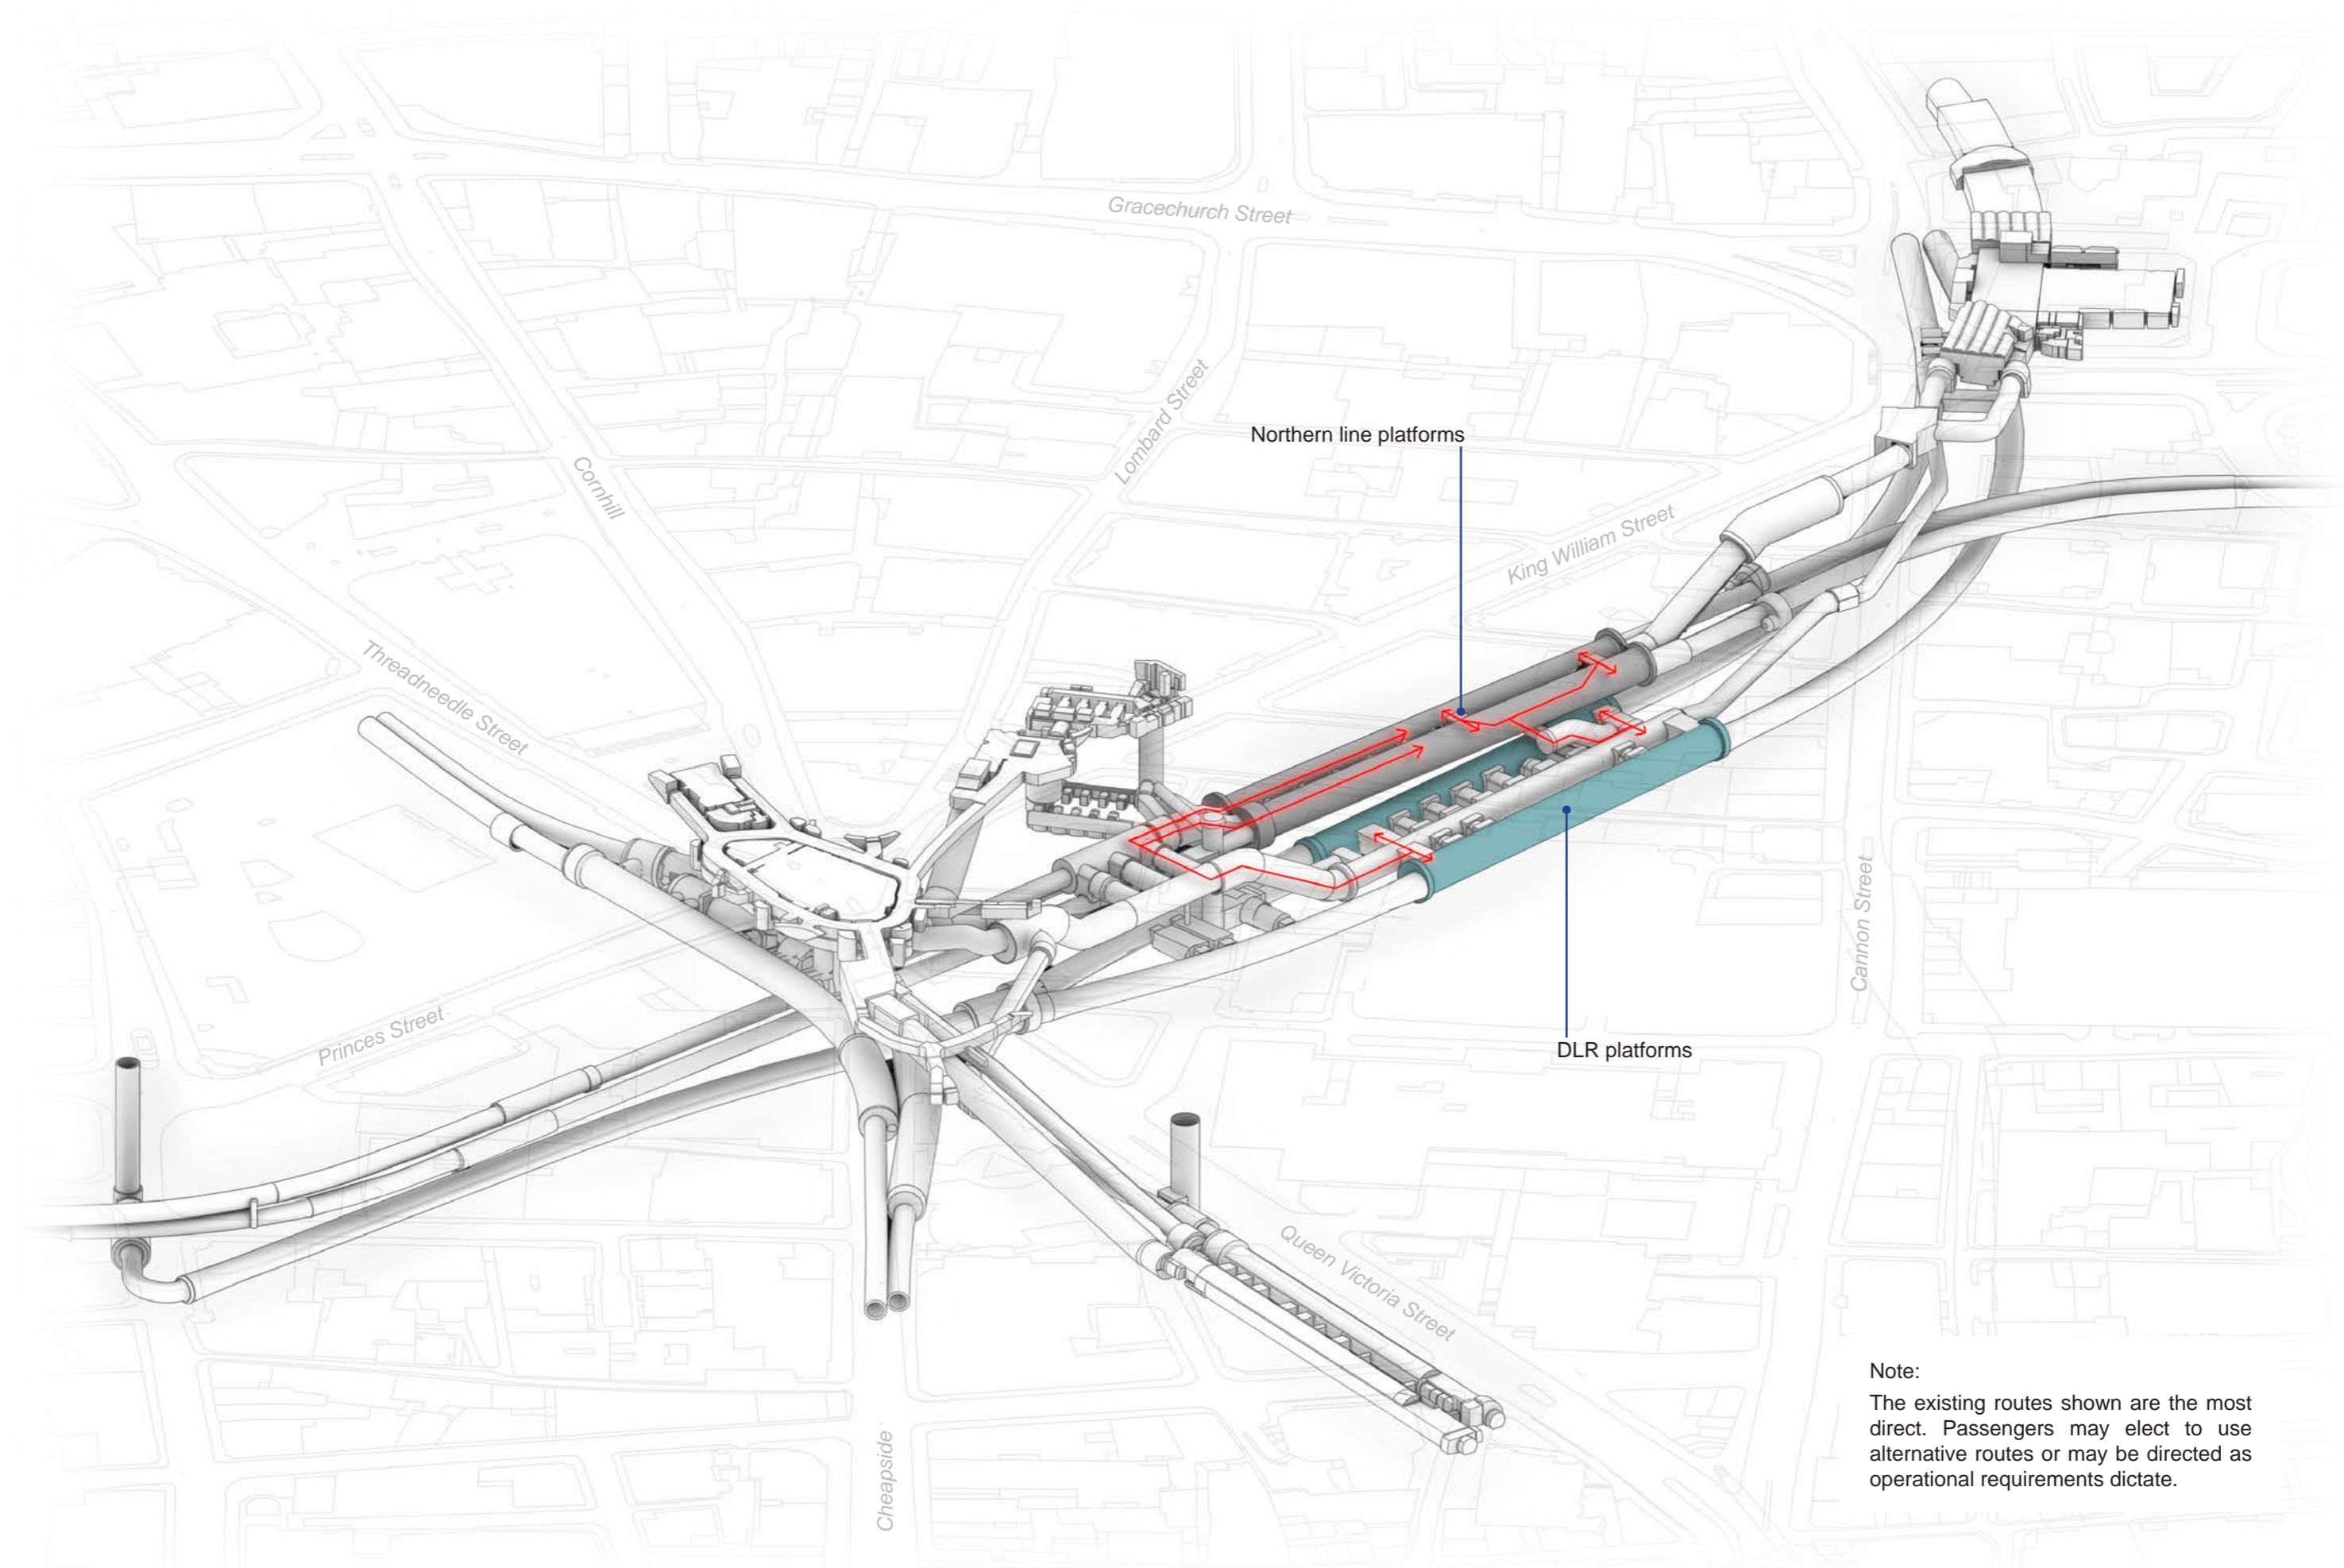 Gracechurch Street
Lombard Street
Northern line platforms
Cornhill
King William Street
Threadneedle Street
Cannon Street
Princes Street
DLR platforms
Queen Victoria Street
Cheapside
Note:
The existing routes shown are the most
direct. Passengers may elect to use
alternative routes or may be directed as
operational requirements dictate.